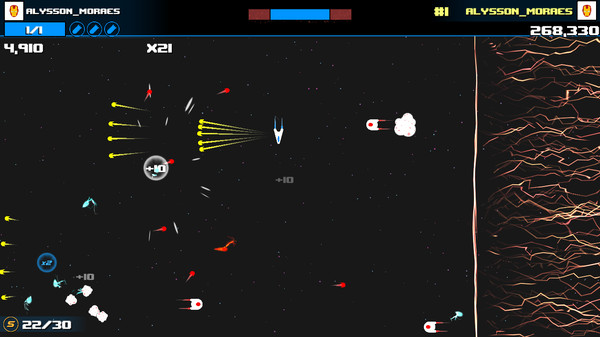 ALYSSON_MORAES
#1 ALYSSON_MORAES
1/1
4,910
X21
268,330
+10
+10
x2
+10
S 22/30